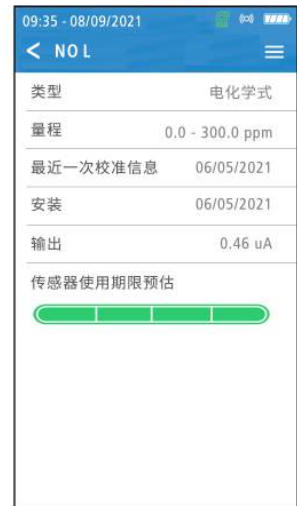 09:35 - 08/09/2021
< NO L
类型 电化学式
量程 0.0 - 300.0 ppm
最近一次校准信息 06/05/2021
安装 06/05/2021
输出 0.46 uA
传感器使用期限预估